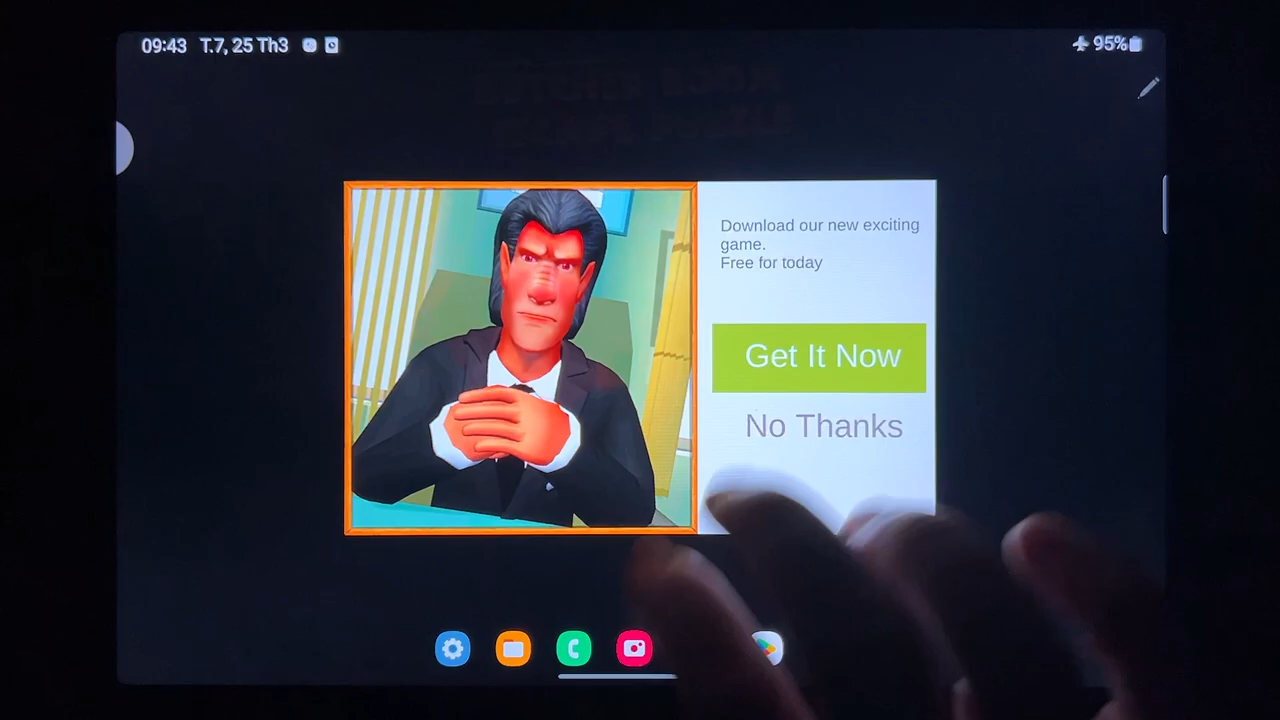 09:43 T.7, 25 Th3 95%
Download our new exciting
game.
Free for today
Get It Now
No Thanks